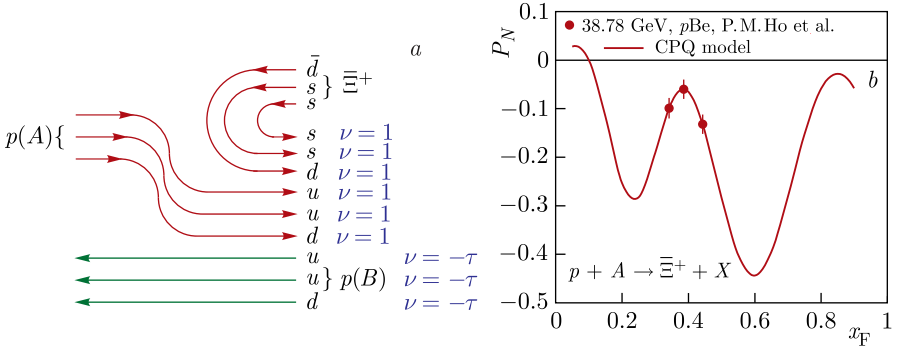 a
d̄
s } Ξ̄⁺
s
p(A){
s ν = 1
s ν = 1
d ν = 1
u ν = 1
u ν = 1
d ν = 1
u ν = −τ
u } p(B) ν = −τ
d ν = −τ
P_N
0.1
0
−0.1
−0.2
−0.3
−0.4
−0.5
38.78 GeV, pBe, P.M.Ho et al.
CPQ model
b
p + A → Ξ̄⁺ + X
0 0.2 0.4 0.6 0.8 1
x_F